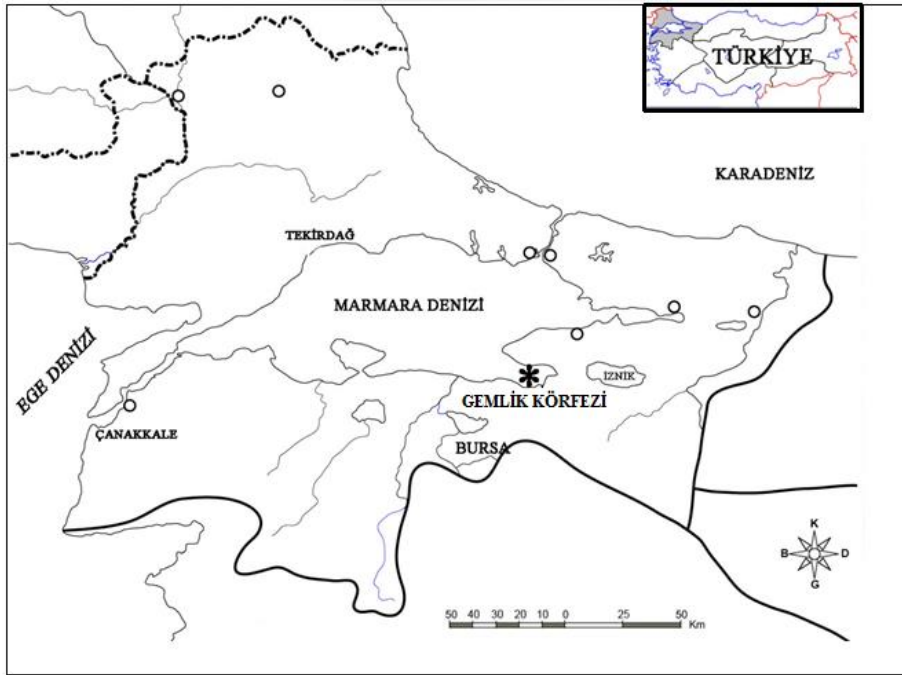 TÜRKİYE
KARADENİZ
TEKİRDAĞ
MARMARA DENİZİ
EGE DENİZİ
İZNİK
GEMLİK KÖRFEZİ
ÇANAKKALE
BURSA
K
B D
G
50 40 30 20 10 0 25 50
Km